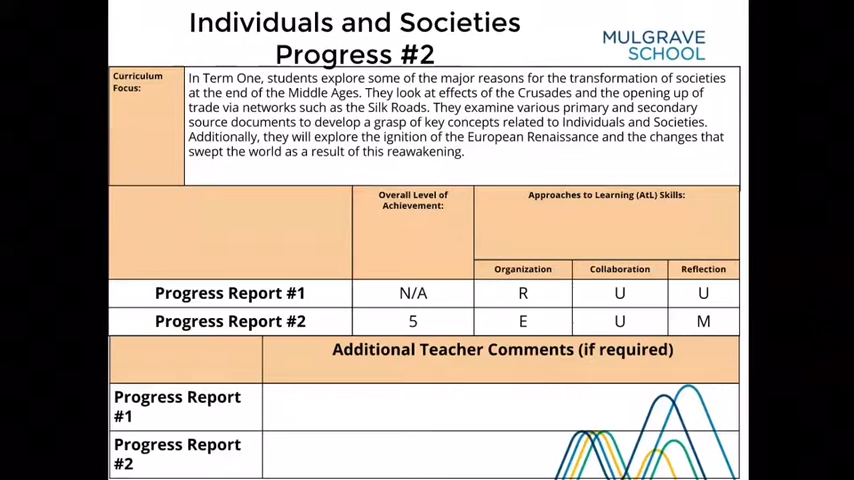 Individuals and Societies
Progress #2
MULGRAVE
SCHOOL
Curriculum
Focus:
In Term One, students explore some of the major reasons for the transformation of societies
at the end of the Middle Ages. They look at effects of the Crusades and the opening up of
trade via networks such as the Silk Roads. They examine various primary and secondary
source documents to develop a grasp of key concepts related to Individuals and Societies.
Additionally, they will explore the ignition of the European Renaissance and the changes that
swept the world as a result of this reawakening.
Overall Level of
Achievement:
Approaches to Learning (AtL) Skills:
Organization Collaboration Reflection
Progress Report #1 N/A R U U
Progress Report #2 5 E U M
Additional Teacher Comments (if required)
Progress Report
#1
Progress Report
#2